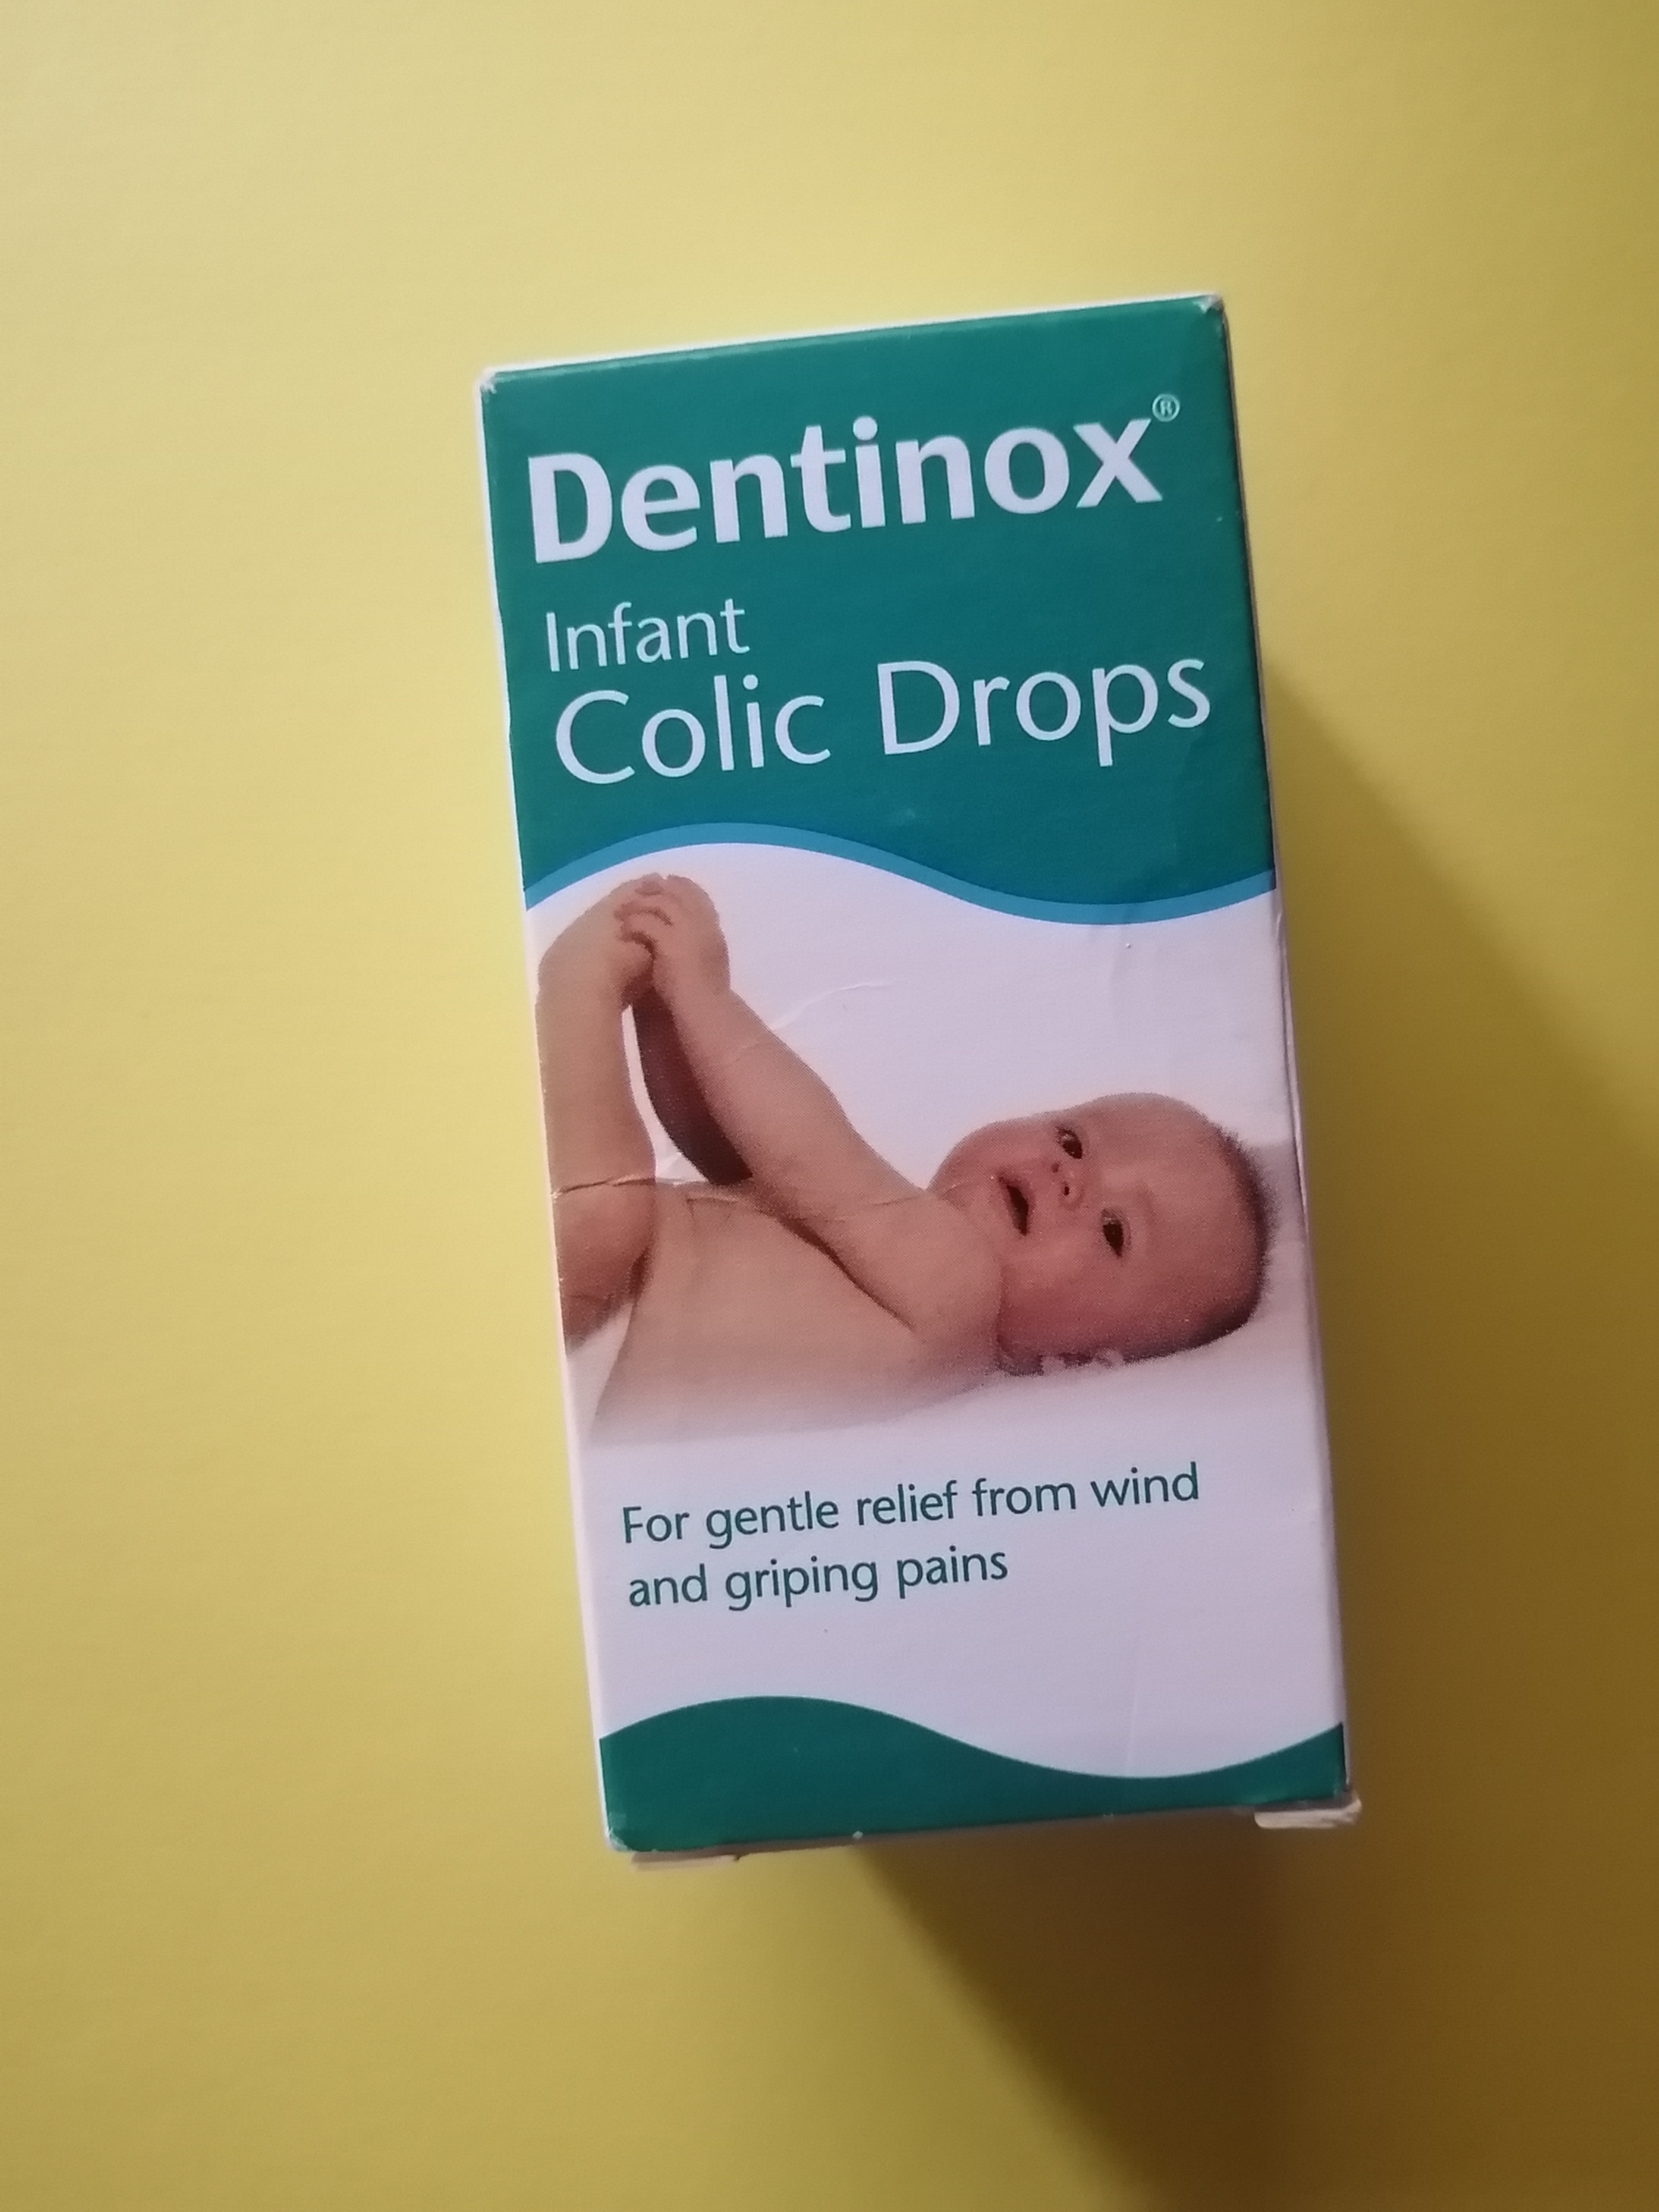 Dentinox®
Infant
Colic Drops
For gentle relief from wind
and griping pains